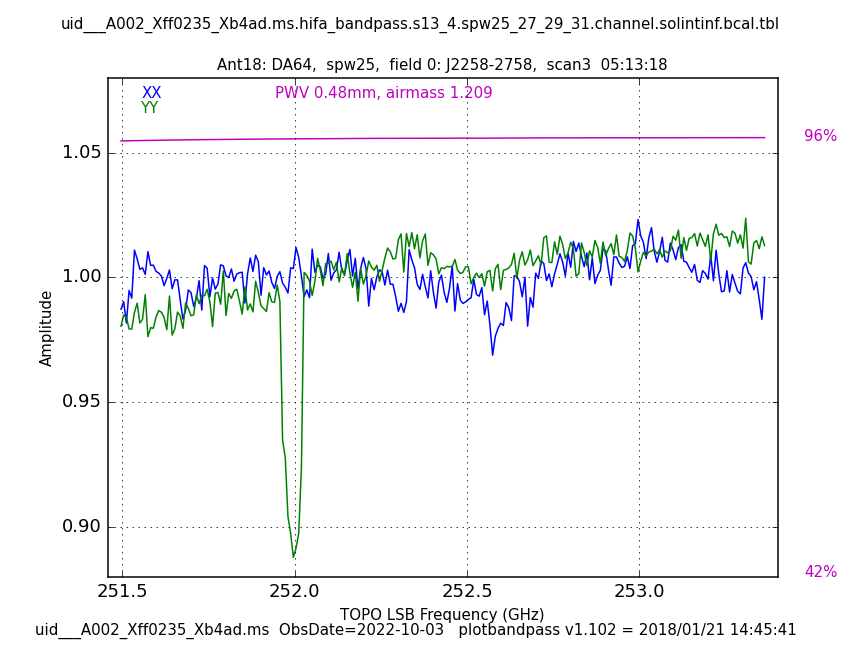 uid___A002_Xff0235_Xb4ad.ms.hifa_bandpass.s13_4.spw25_27_29_31.channel.solintinf.bcal.tbl
Ant18: DA64,  spw25,  field 0: J2258-2758,  scan3  05:13:18
XX
PWV 0.48mm, airmass 1.209
YY
96%
1.05
1.00
0.95
0.90
Amplitude
42%
251.5
252.0
252.5
253.0
TOPO LSB Frequency (GHz)
uid___A002_Xff0235_Xb4ad.ms  ObsDate=2022-10-03   plotbandpass v1.102 = 2018/01/21 14:45:41